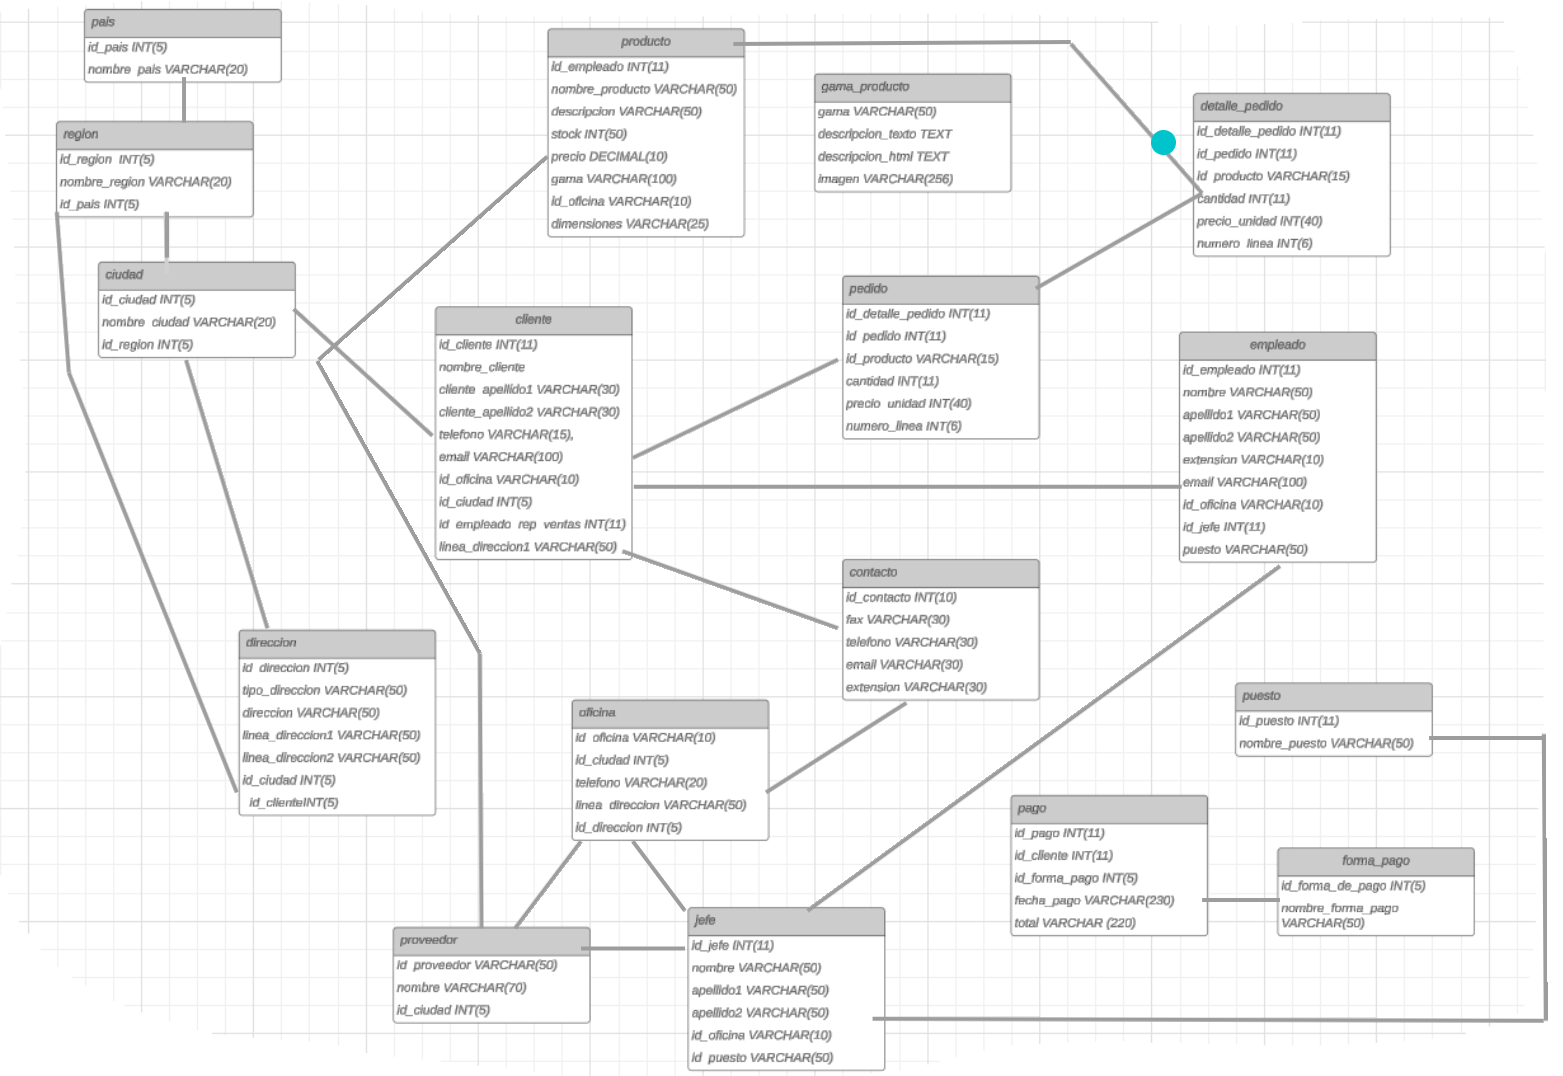 pais
id_pais INT(5)
nombre_pais VARCHAR(20)
region
id_region INT(5)
nombre_region VARCHAR(20)
id_pais INT(5)
ciudad
id_ciudad INT(5)
nombre_ciudad VARCHAR(20)
id_region INT(5)
producto
id_empleado INT(11)
nombre_producto VARCHAR(50)
descripcion VARCHAR(50)
stock INT(50)
precio DECIMAL(10)
gama VARCHAR(100)
id_oficina VARCHAR(10)
dimensiones VARCHAR(25)
gama_producto
gama VARCHAR(50)
descripcion_texto TEXT
descripcion_html TEXT
imagen VARCHAR(256)
detalle_pedido
id_detalle_pedido INT(11)
id_pedido INT(11)
id_producto VARCHAR(15)
cantidad INT(11)
precio_unidad INT(40)
numero_linea INT(6)
cliente
id_cliente INT(11)
nombre_cliente
cliente_apellido1 VARCHAR(30)
cliente_apellido2 VARCHAR(30)
telefono VARCHAR(15),
email VARCHAR(100)
id_oficina VARCHAR(10)
id_ciudad INT(5)
id_empleado_rep_ventas INT(11)
linea_direccion1 VARCHAR(50)
pedido
id_detalle_pedido INT(11)
id_pedido INT(11)
id_producto VARCHAR(15)
cantidad INT(11)
precio_unidad INT(40)
numero_linea INT(6)
empleado
id_empleado INT(11)
nombre VARCHAR(50)
apelllido1 VARCHAR(50)
apellido2 VARCHAR(50)
extension VARCHAR(10)
email VARCHAR(100)
id_oficina VARCHAR(10)
id_jefe INT(11)
puesto VARCHAR(50)
contacto
id_contacto INT(10)
fax VARCHAR(30)
telefono VARCHAR(30)
email VARCHAR(30)
extension VARCHAR(30)
direccion
id_direccion INT(5)
tipo_direccion VARCHAR(50)
direccion VARCHAR(50)
linea_direccion1 VARCHAR(50)
linea_direccion2 VARCHAR(50)
id_ciudad INT(5)
id_clienteINT(5)
oficina
id_oficina VARCHAR(10)
id_ciudad INT(5)
telefono VARCHAR(20)
linea_direccion VARCHAR(50)
id_direccion INT(5)
puesto
id_puesto INT(11)
nombre_puesto VARCHAR(50)
pago
id_pago INT(11)
id_cliente INT(11)
id_forma_pago INT(5)
fecha_pago VARCHAR(230)
total VARCHAR (220)
forma_pago
id_forma_de_pago INT(5)
nombre_forma_pago
VARCHAR(50)
proveedor
id_proveedor VARCHAR(50)
nombre VARCHAR(70)
id_ciudad INT(5)
jefe
id_jefe INT(11)
nombre VARCHAR(50)
apelllido1 VARCHAR(50)
apellido2 VARCHAR(50)
id_oficina VARCHAR(10)
id_puesto VARCHAR(50)